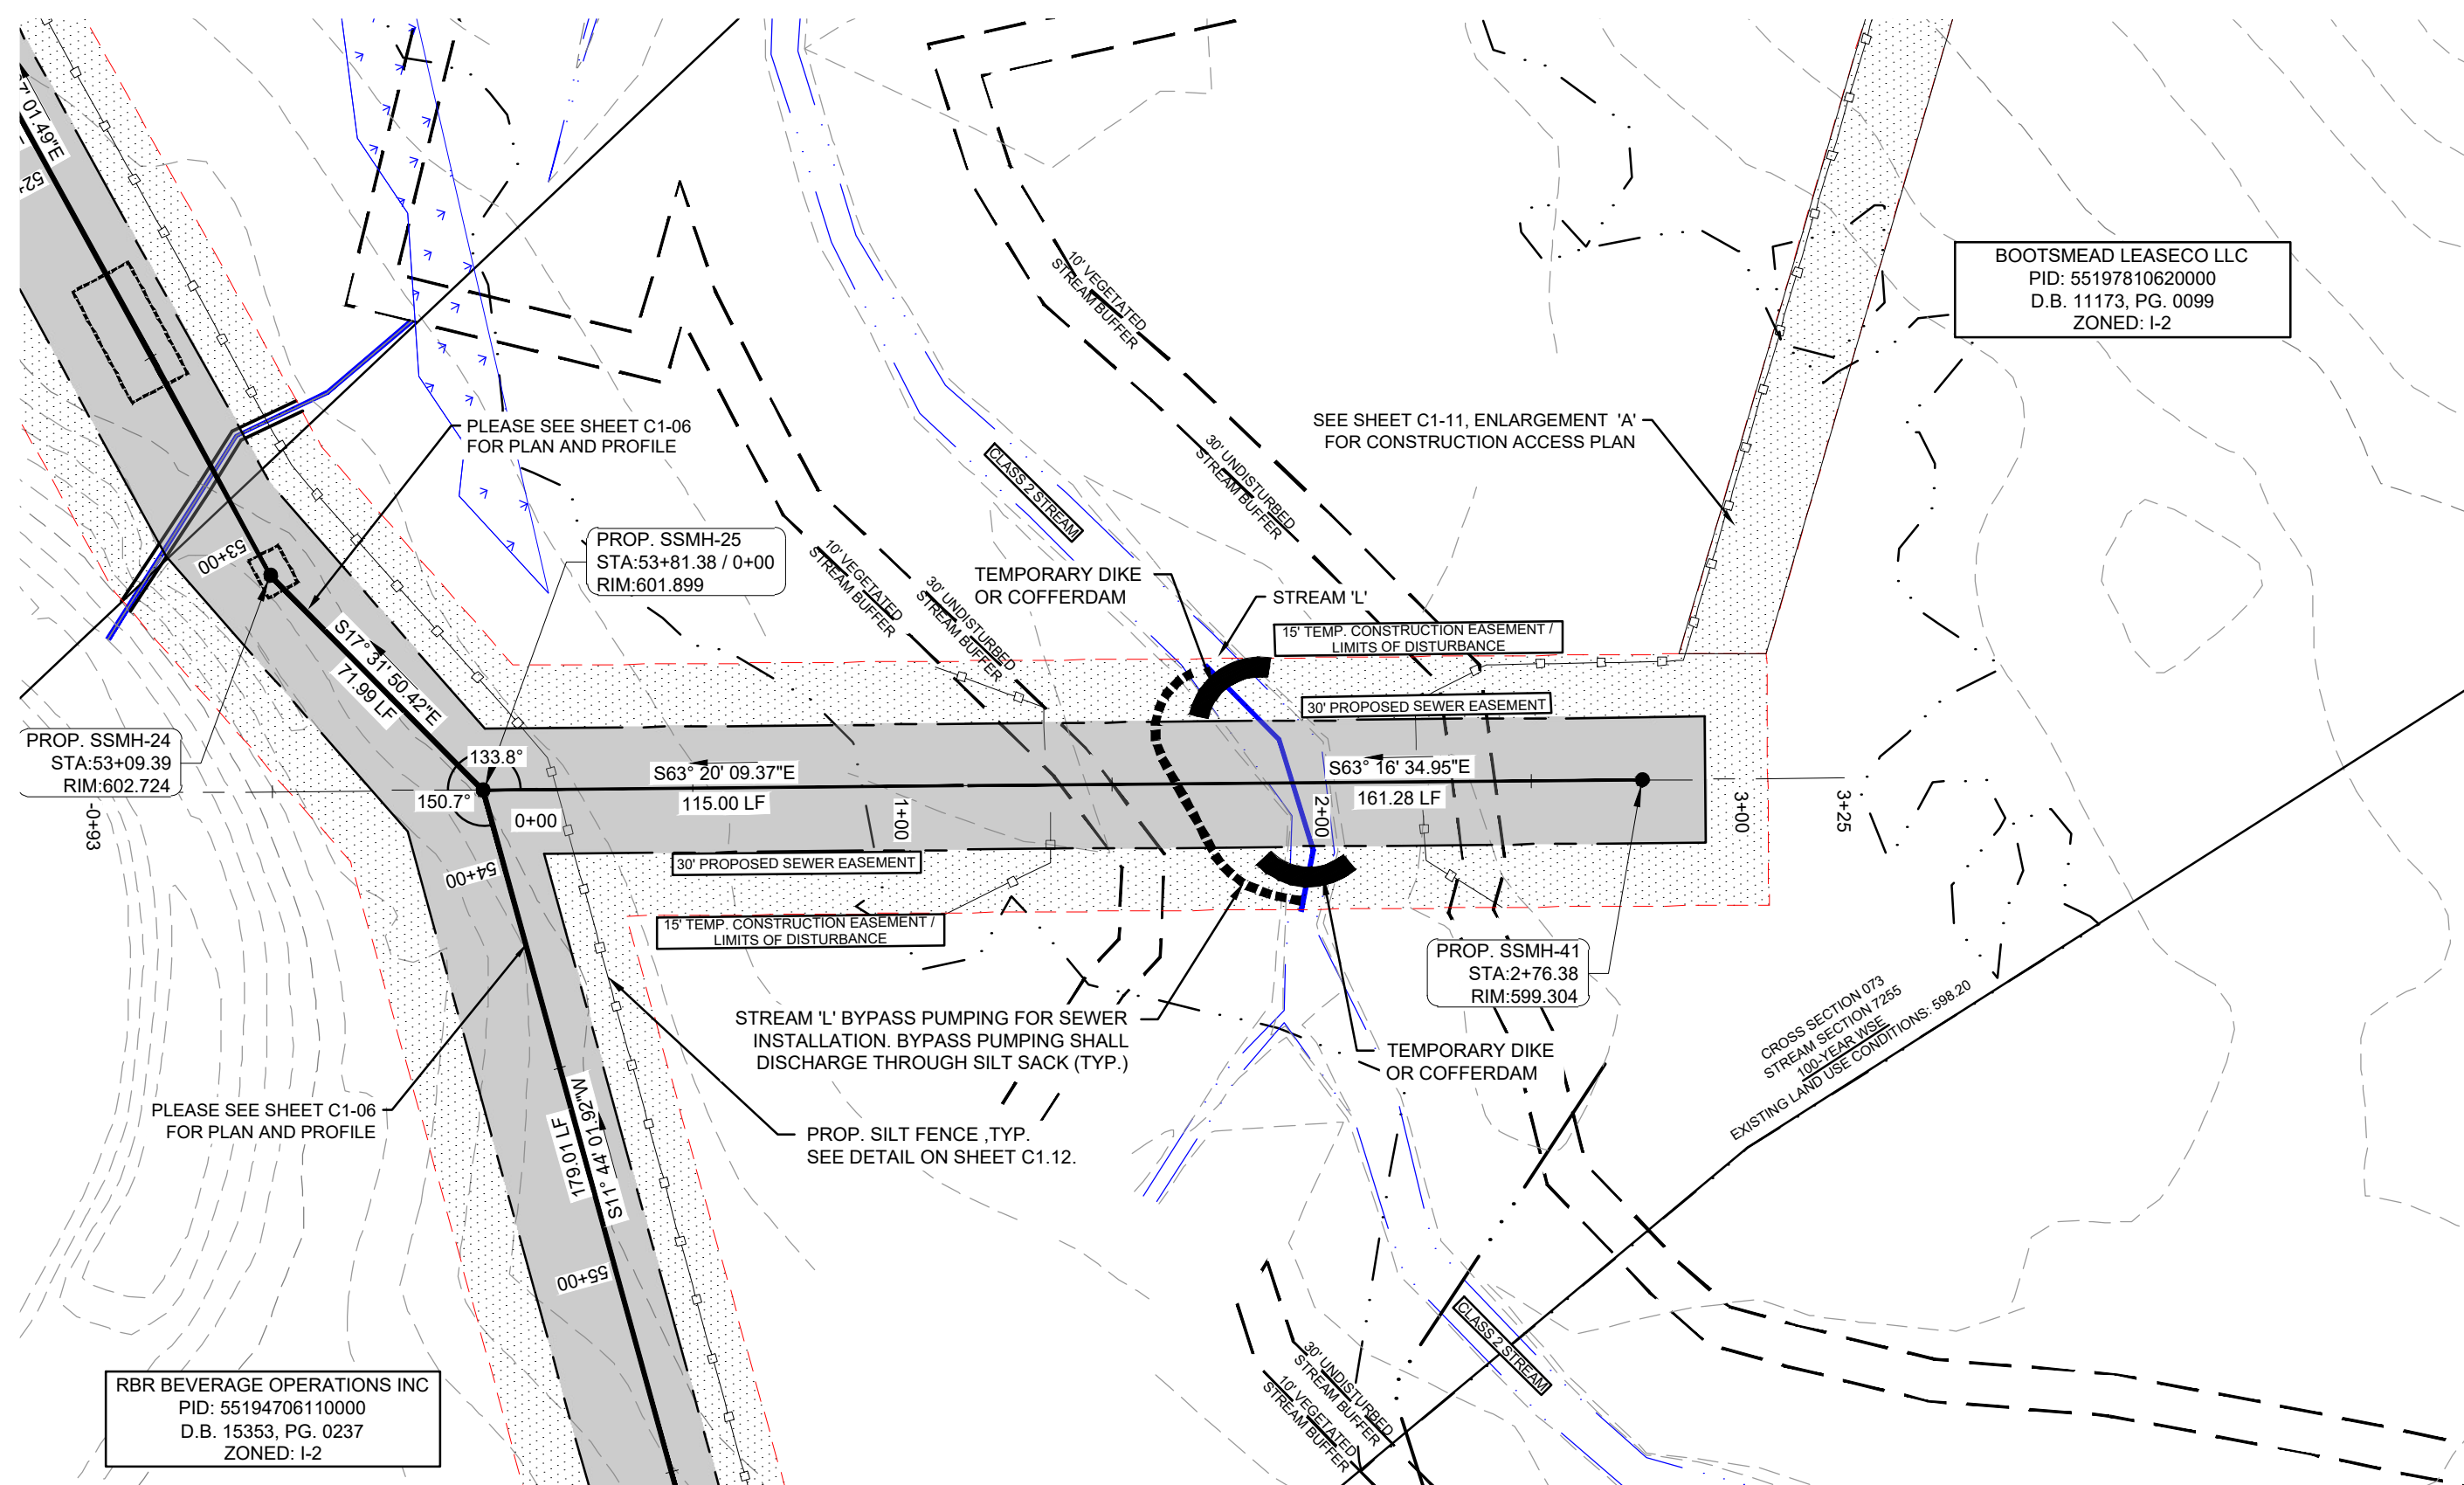 7' 01.49"E
BOOTSMEAD LEASECO LLC
PID: 55197810620000
D.B. 11173, PG. 0099
ZONED: I-2
10' VEGETATED
STREAM BUFFER
30' UNDISTURBED
STREAM BUFFER
SEE SHEET C1-11, ENLARGEMENT 'A'
FOR CONSTRUCTION ACCESS PLAN
PLEASE SEE SHEET C1-06
FOR PLAN AND PROFILE
CLASS 2 STREAM
PROP. SSMH-25
STA:53+81.38 / 0+00
RIM:601.899
53+00
10' VEGETATED
STREAM BUFFER
30' UNDISTURBED
STREAM BUFFER
TEMPORARY DIKE
OR COFFERDAM
STREAM 'L'
15' TEMP. CONSTRUCTION EASEMENT /
LIMITS OF DISTURBANCE
30' PROPOSED SEWER EASEMENT
S17° 31' 50.42"E
71.99 LF
PROP. SSMH-24
STA:53+09.39
RIM:602.724
-0+93
133.8°
150.7°
0+00
S63° 20' 09.37"E
115.00 LF
1+00
S63° 16' 34.95"E
161.28 LF
2+00
3+00
3+25
54+00
30' PROPOSED SEWER EASEMENT
15' TEMP. CONSTRUCTION EASEMENT /
LIMITS OF DISTURBANCE
PROP. SSMH-41
STA:2+76.38
RIM:599.304
STREAM 'L' BYPASS PUMPING FOR SEWER
INSTALLATION. BYPASS PUMPING SHALL
DISCHARGE THROUGH SILT SACK (TYP.)
TEMPORARY DIKE
OR COFFERDAM
CROSS SECTION 073
STREAM SECTION 7255
100-YEAR WSE
EXISTING LAND USE CONDITIONS: 598.20
PLEASE SEE SHEET C1-06
FOR PLAN AND PROFILE
PROP. SILT FENCE ,TYP.
SEE DETAIL ON SHEET C1.12.
S11° 44' 01.92"W
179.01 LF
55+00
CLASS 2 STREAM
30' UNDISTURBED
STREAM BUFFER
10' VEGETATED
STREAM BUFFER
RBR BEVERAGE OPERATIONS INC
PID: 55194706110000
D.B. 15353, PG. 0237
ZONED: I-2